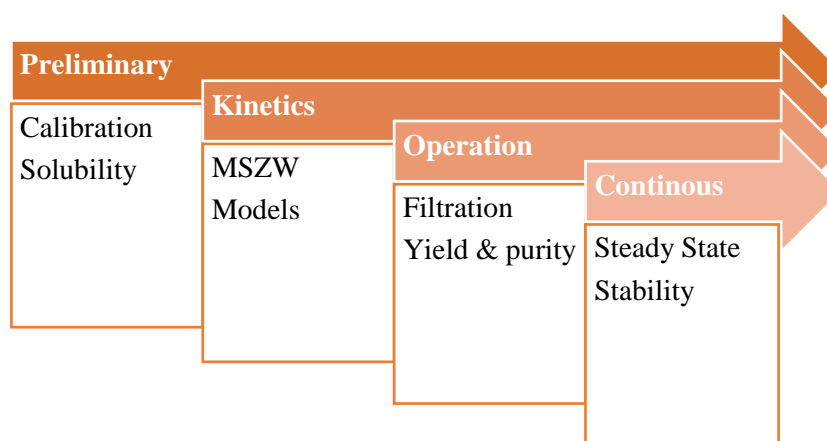 Preliminary
Calibration
Solubility
Kinetics
MSZW
Models
Operation
Filtration
Yield & purity
Continous
Steady State
Stability